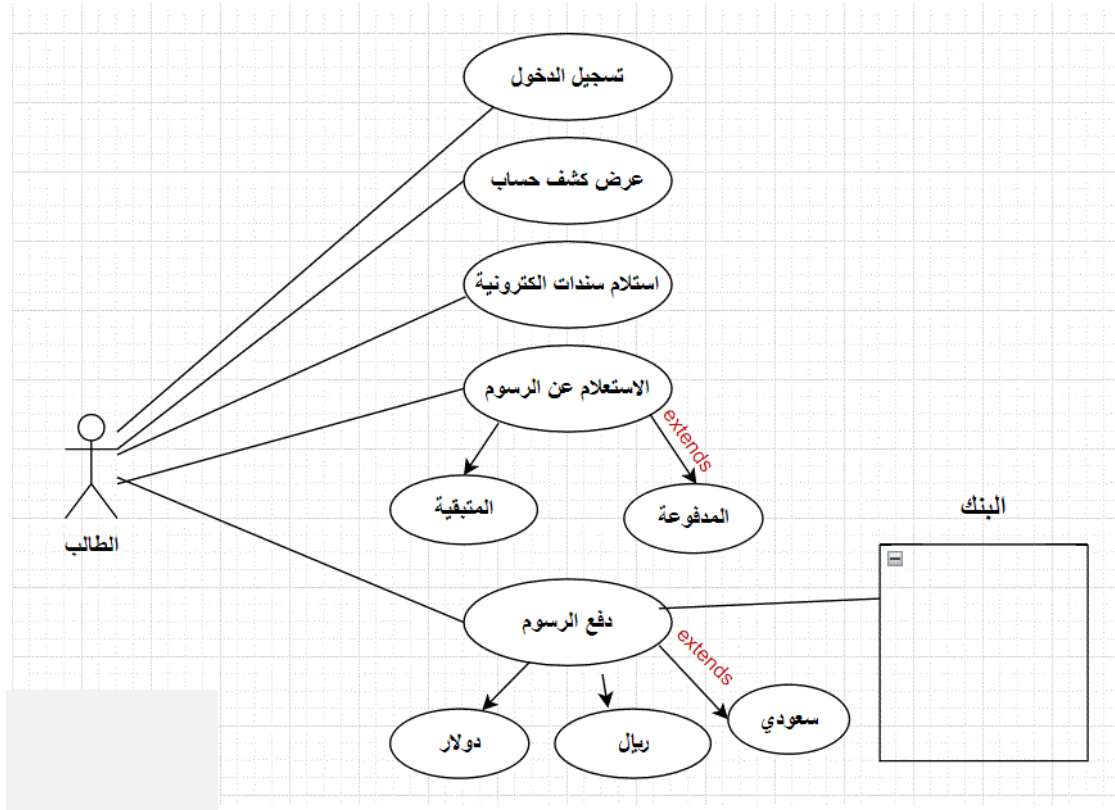 تسجيل الدخول
عرض كشف حساب
استلام سندات الكترونية
الاستعلام عن الرسوم
extends
المتبقية
المدفوعة
الطالب
البنك
دفع الرسوم
extends
سعودي
دولار
ريال